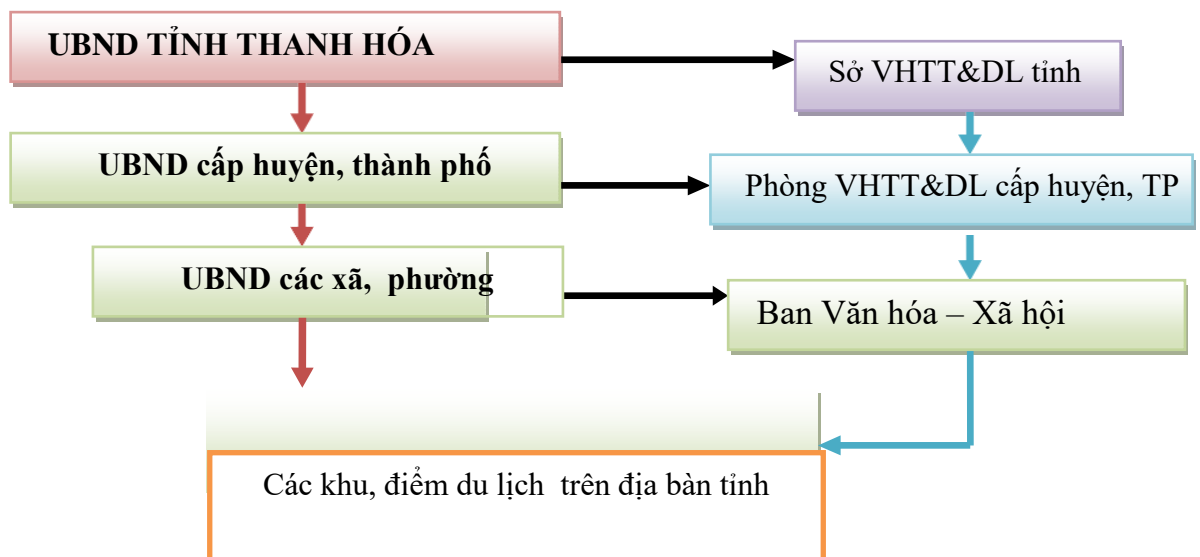 UBND TỈNH THANH HÓA
Sở VHTT&DL tỉnh
UBND cấp huyện, thành phố
Phòng VHTT&DL cấp huyện, TP
UBND các xã, phường
Ban Văn hóa – Xã hội
Các khu, điểm du lịch trên địa bàn tỉnh